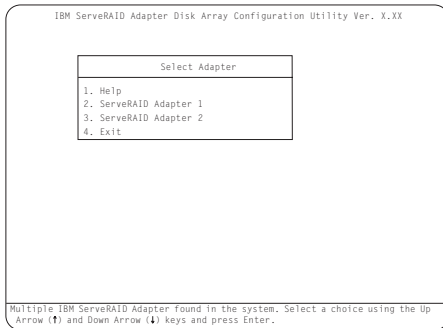 IBM ServeRAID Adapter Disk Array Configuration Utility Ver. X.XX
Select Adapter
1. Help
2. ServeRAID Adapter 1
3. ServeRAID Adapter 2
4. Exit
Multiple IBM ServeRAID Adapter found in the system. Select a choice using the Up
Arrow (↑) and Down Arrow (↓) keys and press Enter.